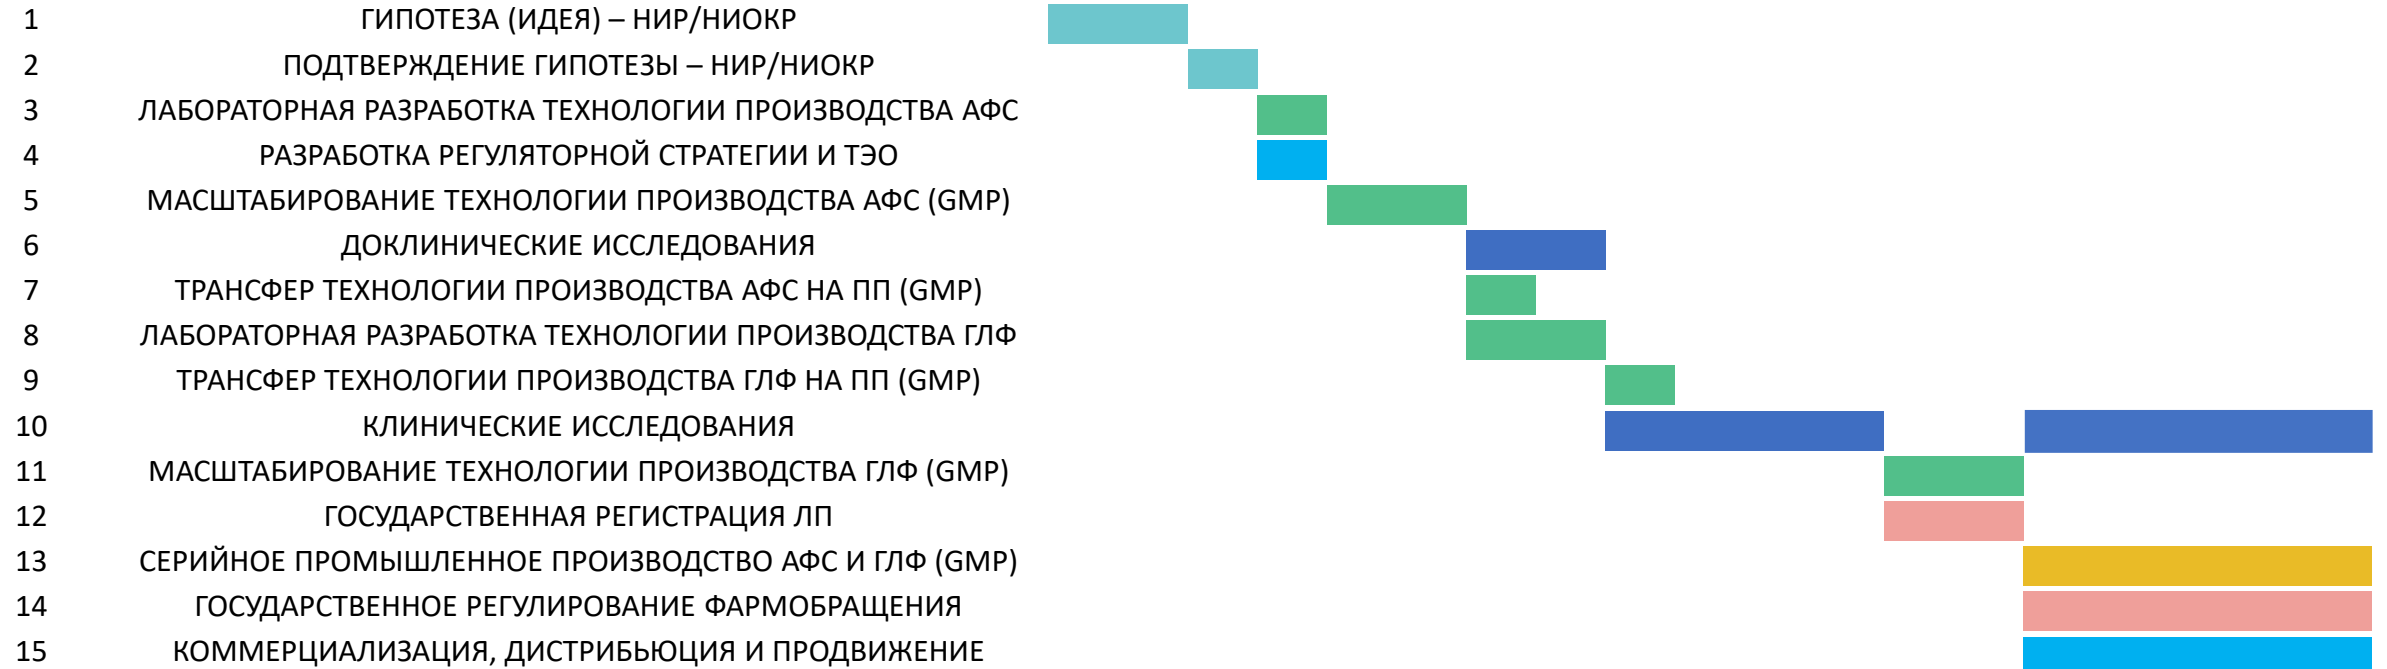 1 ГИПОТЕЗА (ИДЕЯ) – НИР/НИОКР
2 ПОДТВЕРЖДЕНИЕ ГИПОТЕЗЫ – НИР/НИОКР
3 ЛАБОРАТОРНАЯ РАЗРАБОТКА ТЕХНОЛОГИИ ПРОИЗВОДСТВА АФС
4 РАЗРАБОТКА РЕГУЛЯТОРНОЙ СТРАТЕГИИ И ТЭО
5 МАСШТАБИРОВАНИЕ ТЕХНОЛОГИИ ПРОИЗВОДСТВА АФС (GMP)
6 ДОКЛИНИЧЕСКИЕ ИССЛЕДОВАНИЯ
7 ТРАНСФЕР ТЕХНОЛОГИИ ПРОИЗВОДСТВА АФС НА ПП (GMP)
8 ЛАБОРАТОРНАЯ РАЗРАБОТКА ТЕХНОЛОГИИ ПРОИЗВОДСТВА ГЛФ
9 ТРАНСФЕР ТЕХНОЛОГИИ ПРОИЗВОДСТВА ГЛФ НА ПП (GMP)
10 КЛИНИЧЕСКИЕ ИССЛЕДОВАНИЯ
11 МАСШТАБИРОВАНИЕ ТЕХНОЛОГИИ ПРОИЗВОДСТВА ГЛФ (GMP)
12 ГОСУДАРСТВЕННАЯ РЕГИСТРАЦИЯ ЛП
13 СЕРИЙНОЕ ПРОМЫШЛЕННОЕ ПРОИЗВОДСТВО АФС И ГЛФ (GMP)
14 ГОСУДАРСТВЕННОЕ РЕГУЛИРОВАНИЕ ФАРМОБРАЩЕНИЯ
15 КОММЕРЦИАЛИЗАЦИЯ, ДИСТРИБЬЮЦИЯ И ПРОДВИЖЕНИЕ